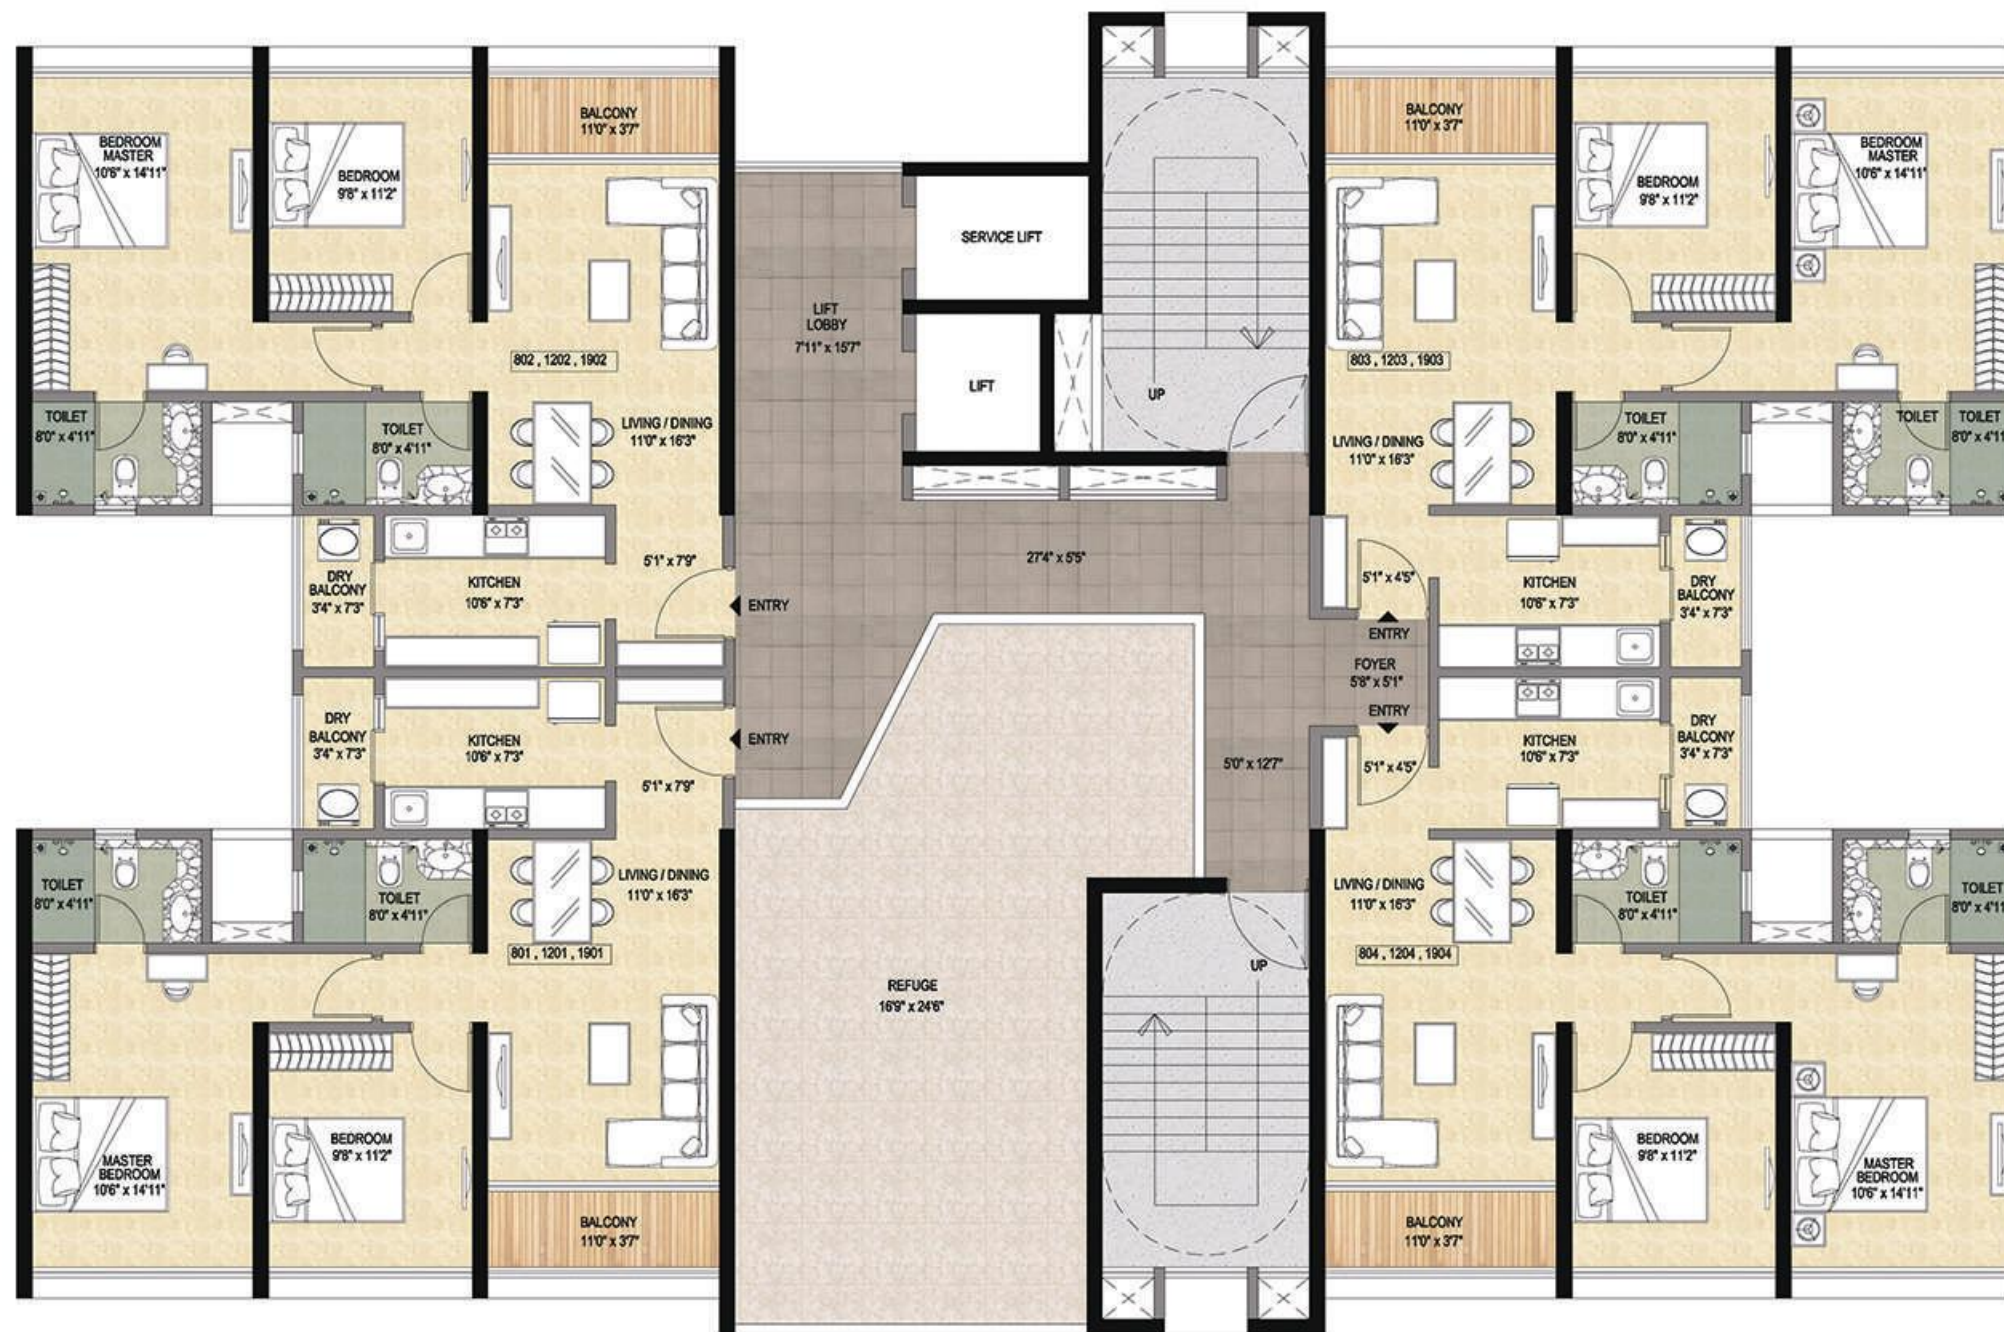 BALCONY
11'0" x 3'7"
BALCONY
11'0" x 3'7"
BEDROOM
MASTER
10'6" x 14'11"
BEDROOM
9'8" x 11'2"
BEDROOM
9'8" x 11'2"
BEDROOM
MASTER
10'6" x 14'11"
SERVICE LIFT
LIFT
LOBBY
7'11" x 15'7"
802 , 1202 , 1902
803 , 1203 , 1903
LIFT
UP
TOILET
8'0" x 4'11"
TOILET
8'0" x 4'11"
LIVING / DINING
11'0" x 16'3"
LIVING / DINING
11'0" x 16'3"
TOILET
8'0" x 4'11"
TOILET
TOILET
8'0" x 4'11
5'1" x 7'9"
27'4" x 5'5"
5'1" x 4'5"
DRY
BALCONY
3'4" x 7'3"
KITCHEN
10'6" x 7'3"
ENTRY
KITCHEN
10'6" x 7'3"
DRY
BALCONY
3'4" x 7'3"
ENTRY
FOYER
5'8" x 5'1"
ENTRY
DRY
BALCONY
3'4" x 7'3"
KITCHEN
10'6" x 7'3"
ENTRY
KITCHEN
10'6" x 7'3"
DRY
BALCONY
3'4" x 7'3"
5'1" x 7'9"
5'0" x 12'7"
5'1" x 4'5"
TOILET
8'0" x 4'11"
TOILET
8'0" x 4'11"
LIVING / DINING
11'0" x 16'3"
LIVING / DINING
11'0" x 16'3"
TOILET
8'0" x 4'11"
TOILET
8'0" x 4'11
801 , 1201 , 1901
804 , 1204 , 1904
UP
REFUGE
16'9" x 24'6"
MASTER
BEDROOM
10'6" x 14'11"
BEDROOM
9'8" x 11'2"
BEDROOM
9'8" x 11'2"
MASTER
BEDROOM
10'6" x 14'11"
BALCONY
11'0" x 3'7"
BALCONY
11'0" x 3'7"